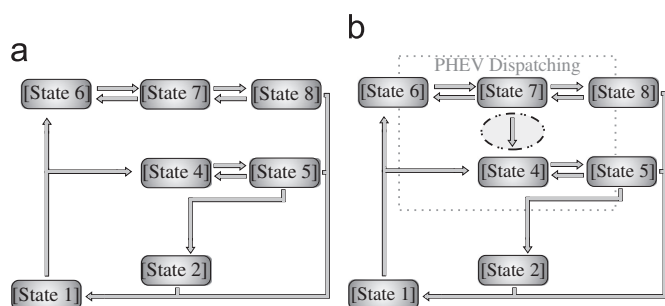 a
[State 6] [State 7] [State 8]
[State 4] [State 5]
[State 2]
[State 1]
b
PHEV Dispatching
[State 6] [State 7] [State 8]
[State 4] [State 5]
[State 2]
[State 1]